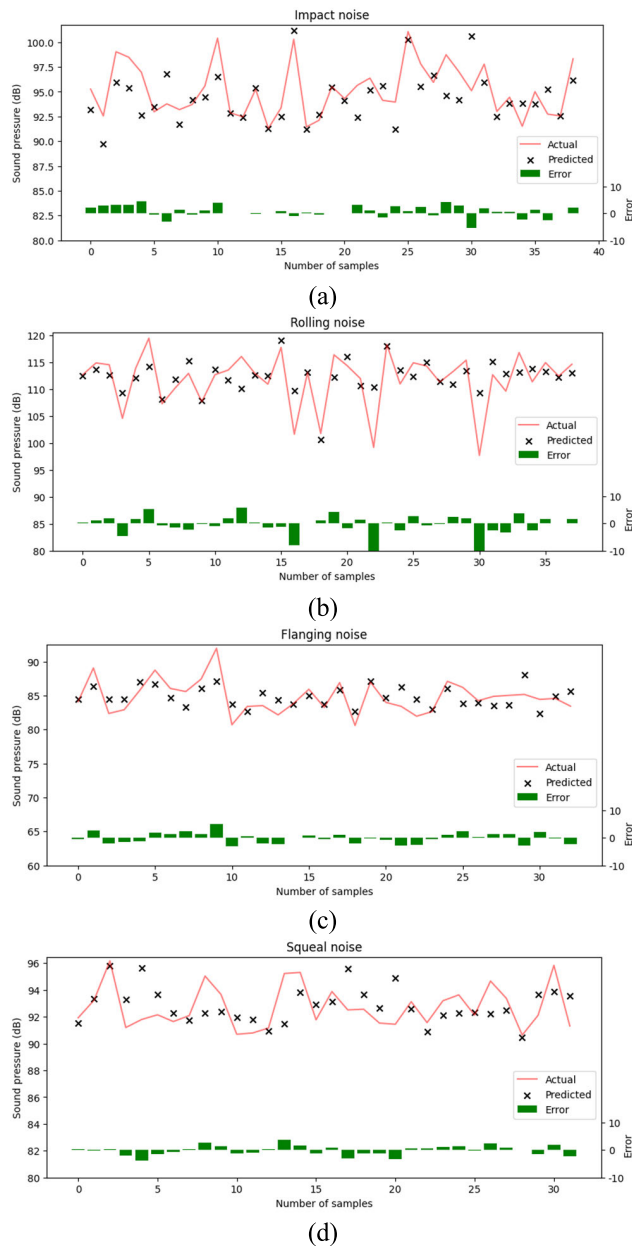 Impact noise
Sound pressure (dB)
100.0
97.5
95.0
92.5
90.0
87.5
85.0
82.5
80.0
Actual
Predicted
Error
10
0
-10
Error
0 5 10 15 20 25 30 35 40
Number of samples
(a)
Rolling noise
Sound pressure (dB)
120
115
110
105
100
95
90
85
80
Actual
Predicted
Error
10
0
-10
Error
0 5 10 15 20 25 30 35
Number of samples
(b)
Flanging noise
Sound pressure (dB)
90
85
80
75
70
65
60
Actual
Predicted
Error
10
0
-10
Error
0 5 10 15 20 25 30
Number of samples
(c)
Squeal noise
Sound pressure (dB)
96
94
92
90
88
86
84
82
80
Actual
Predicted
Error
10
0
-10
Error
0 5 10 15 20 25 30
Number of samples
(d)